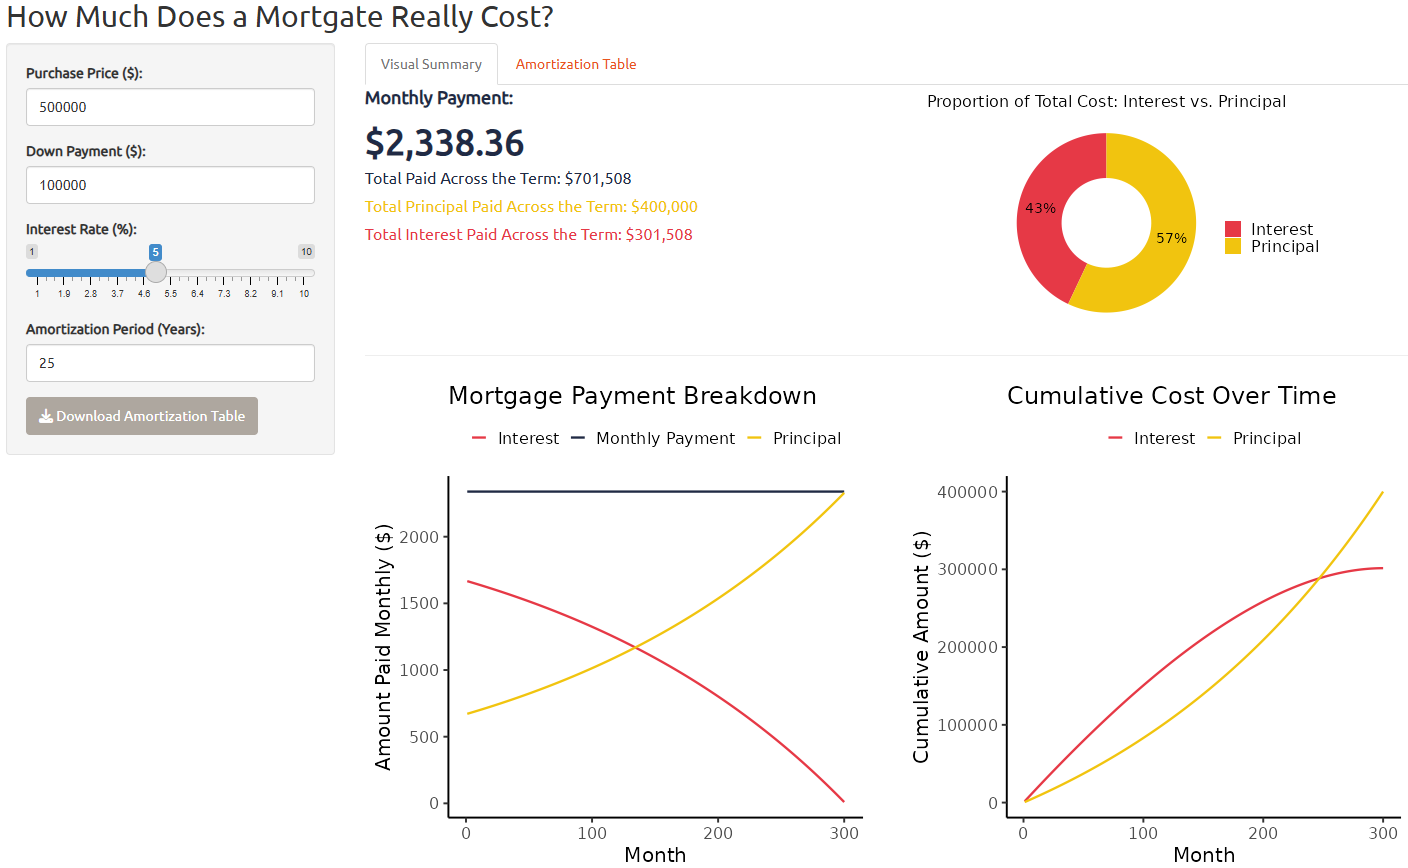 How Much Does a Mortgate Really Cost?
Purchase Price ($):
500000
Down Payment ($):
100000
Interest Rate (%):
1 5 10
1 1.9 2.8 3.7 4.6 5.5 6.4 7.3 8.2 9.1 10
Amortization Period (Years):
25
Download Amortization Table
Visual Summary Amortization Table
Monthly Payment:
$2,338.36
Total Paid Across the Term: $701,508
Total Principal Paid Across the Term: $400,000
Total Interest Paid Across the Term: $301,508
Proportion of Total Cost: Interest vs. Principal
43%
57%
Interest
Principal
Mortgage Payment Breakdown
Interest Monthly Payment Principal
Amount Paid Monthly ($)
2000
1500
1000
500
0
0 100 200 300
Month
Cumulative Cost Over Time
Interest Principal
Cumulative Amount ($)
400000
300000
200000
100000
0
0 100 200 300
Month